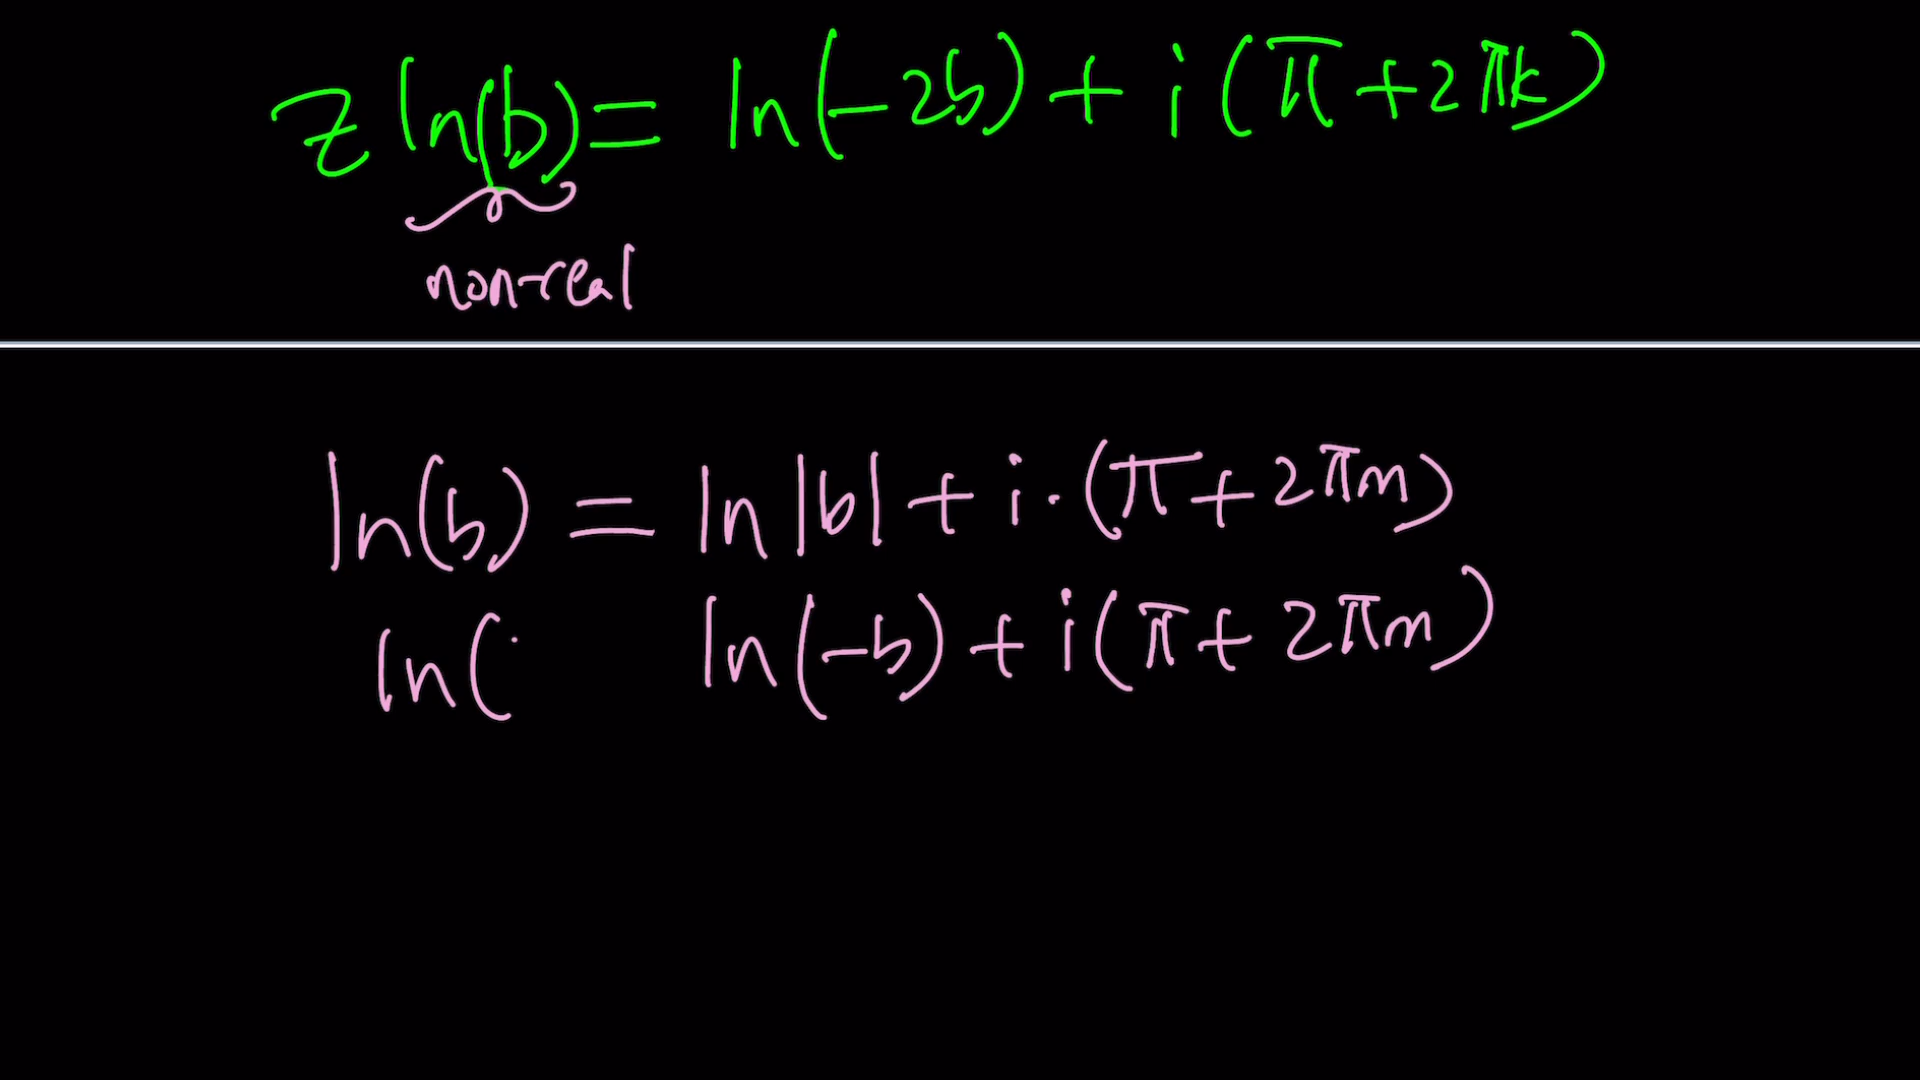 z ln(b) = ln(-2b) + i(π + 2πk)
non-real
ln(b) = ln|b| + i·(π + 2πm)
ln( ln(-b) + i(π + 2πm)